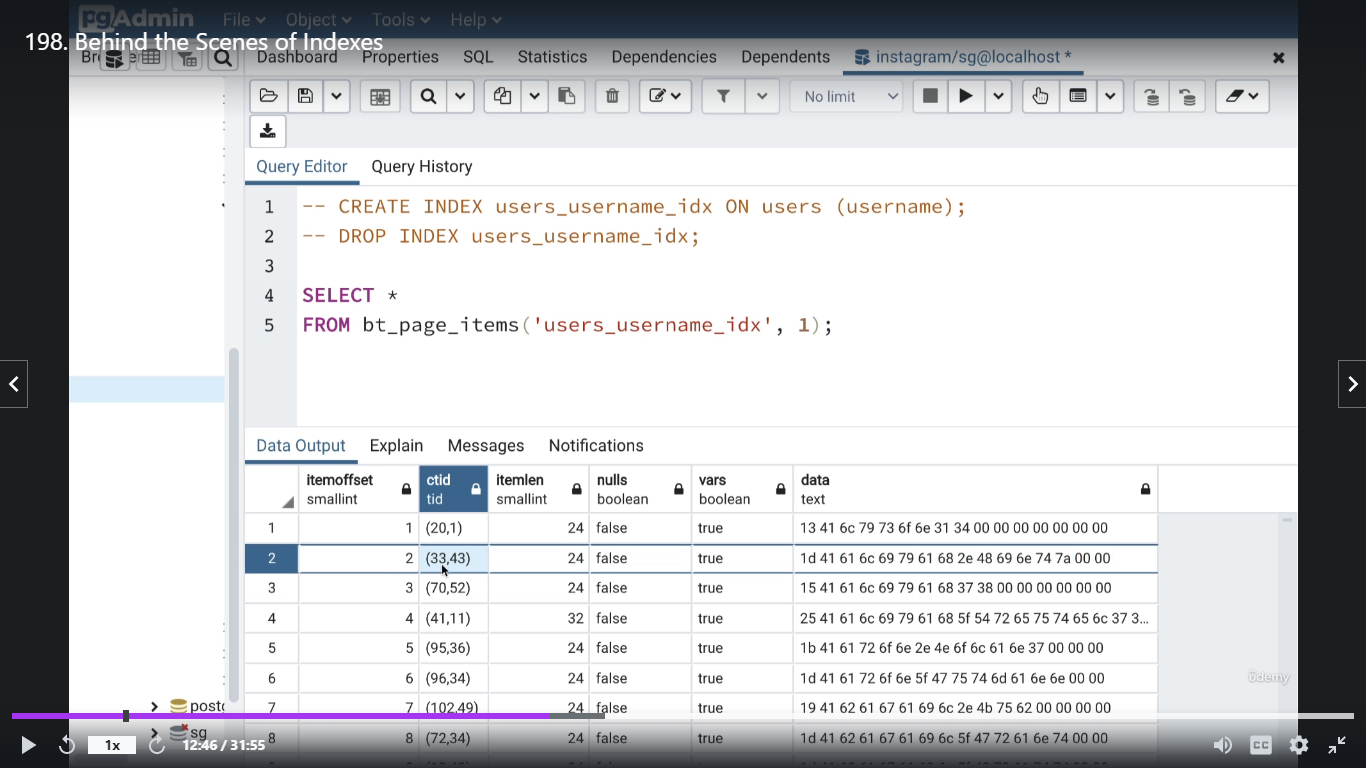 pgAdmin File Object Tools Help
198. Behind the Scenes of Indexes
Dashboard Properties SQL Statistics Dependencies Dependents instagram/sg@localhost *
No limit
Query Editor Query History
1 -- CREATE INDEX users_username_idx ON users (username);
2 -- DROP INDEX users_username_idx;
3
4 SELECT *
5 FROM bt_page_items('users_username_idx', 1);
Data Output Explain Messages Notifications
itemoffset ctid itemlen nulls vars data
smallint tid smallint boolean boolean text
1 1 (20,1) 24 false true 13 41 6c 79 73 6f 6e 31 34 00 00 00 00 00 00 00
2 2 (33,43) 24 false true 1d 41 61 6c 69 79 61 68 2e 48 69 6e 74 7a 00 00
3 3 (70,52) 24 false true 15 41 61 6c 69 79 61 68 37 38 00 00 00 00 00 00
4 4 (41,11) 32 false true 25 41 61 6c 69 79 61 68 5f 54 72 65 75 74 65 6c 37 3...
5 5 (95,36) 24 false true 1b 41 61 72 6f 6e 2e 4e 6f 6c 61 6e 37 00 00 00
6 6 (96,34) 24 false true 1d 41 61 72 6f 6e 5f 47 75 74 6d 61 6e 6e 00 00
ûdemy
postg
7 7 (102,49) 24 false true 19 41 62 61 67 61 69 6c 2e 4b 75 62 00 00 00 00
sg
8 8 (72,34) 24 false true 1d 41 62 61 67 61 69 6c 5f 47 72 61 6e 74 00 00
1x 12:46 / 31:55 CC